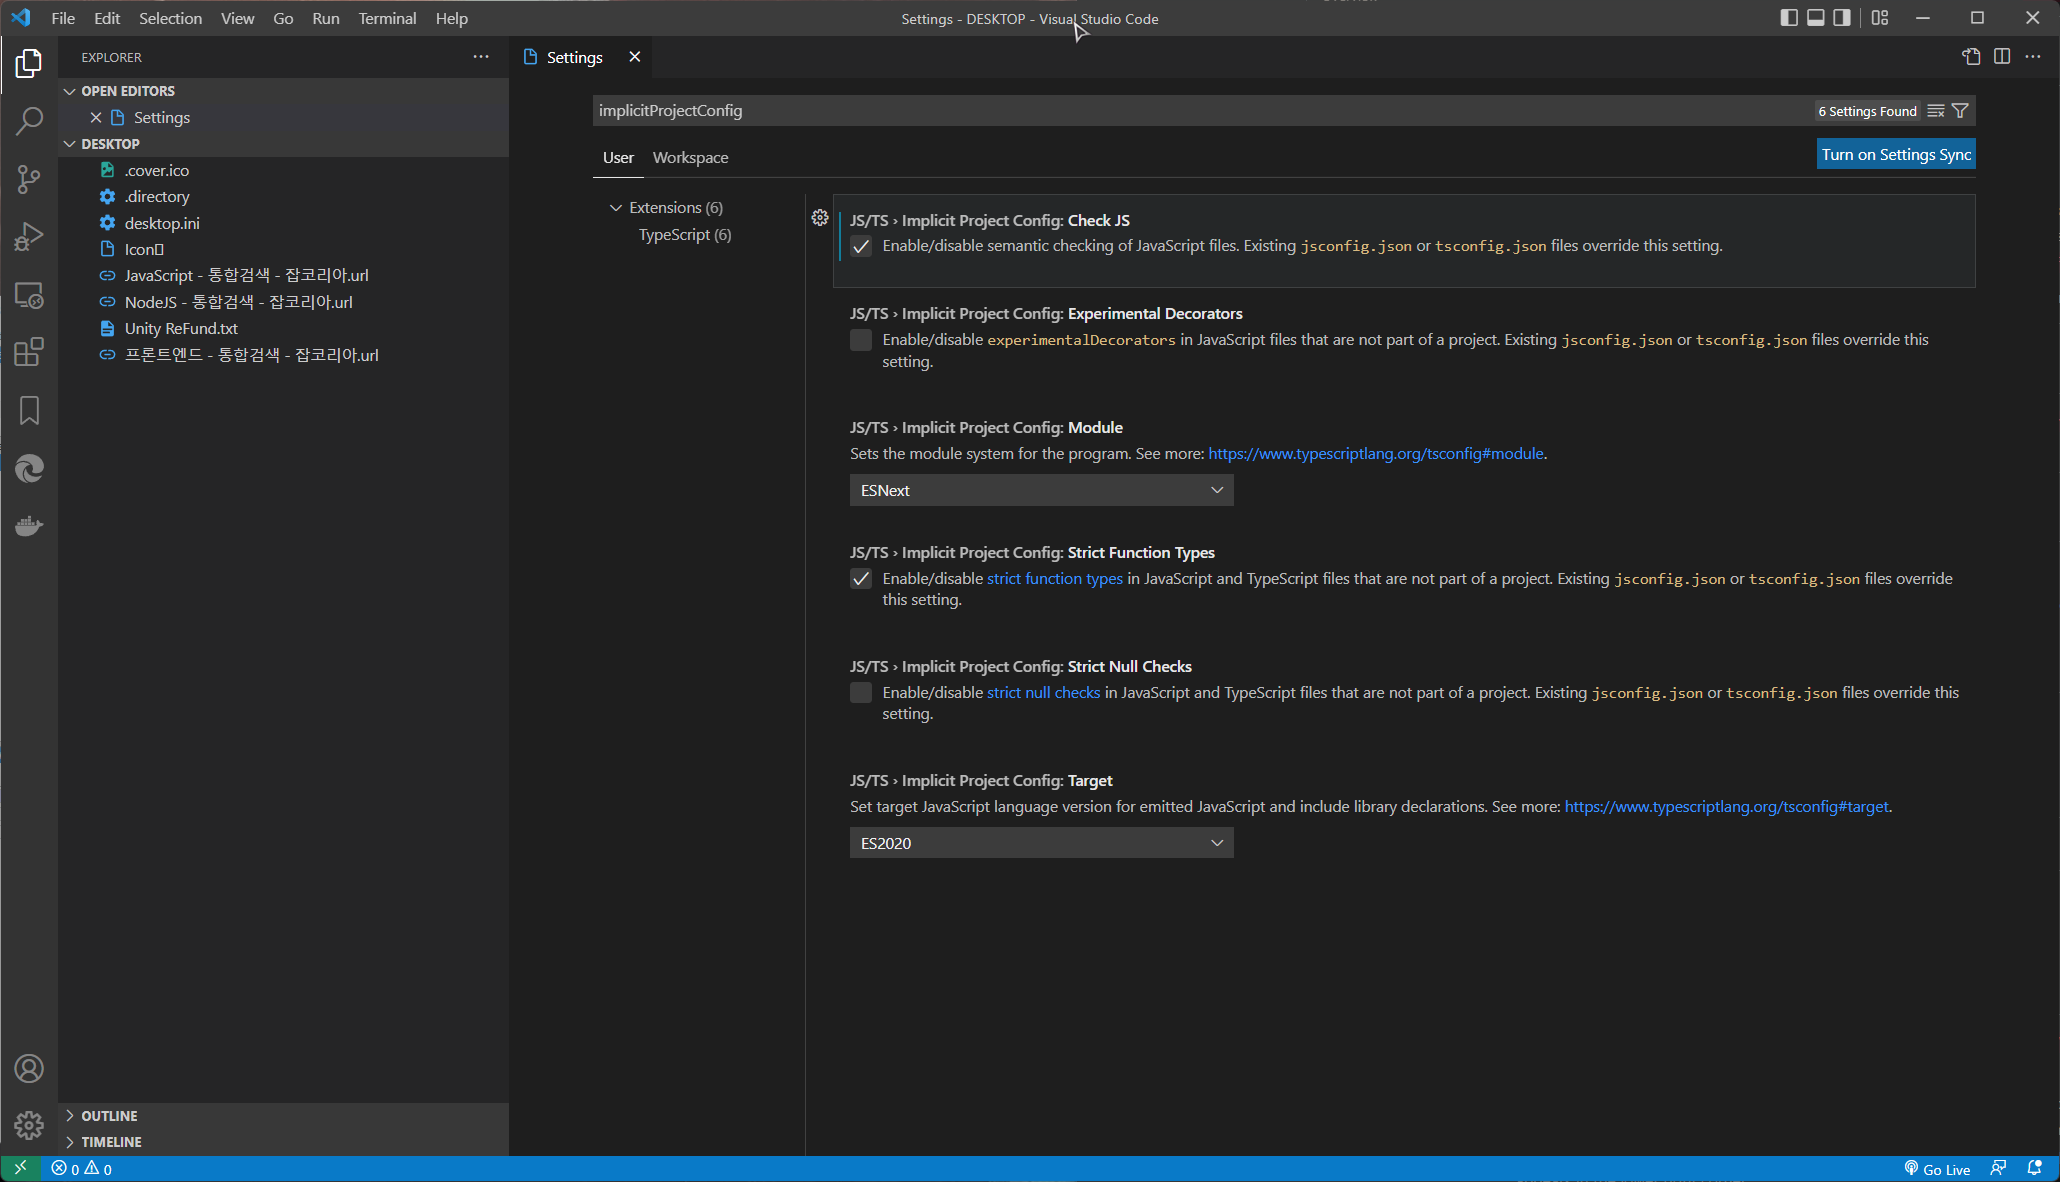 File Edit Selection View Go Run Terminal Help
Settings - DESKTOP - Visual Studio Code
EXPLORER
OPEN EDITORS
Settings
DESKTOP
.cover.ico
.directory
desktop.ini
Icon
JavaScript - 통합검색 - 잡코리아.url
NodeJS - 통합검색 - 잡코리아.url
Unity ReFund.txt
프론트엔드 - 통합검색 - 잡코리아.url
OUTLINE
TIMELINE
Settings
implicitProjectConfig
6 Settings Found
User Workspace
Turn on Settings Sync
Extensions (6)
TypeScript (6)
JS/TS › Implicit Project Config: Check JS
Enable/disable semantic checking of JavaScript files. Existing jsconfig.json or tsconfig.json files override this setting.
JS/TS › Implicit Project Config: Experimental Decorators
Enable/disable experimentalDecorators in JavaScript files that are not part of a project. Existing jsconfig.json or tsconfig.json files override this
setting.
JS/TS › Implicit Project Config: Module
Sets the module system for the program. See more: https://www.typescriptlang.org/tsconfig#module.
ESNext
JS/TS › Implicit Project Config: Strict Function Types
Enable/disable strict function types in JavaScript and TypeScript files that are not part of a project. Existing jsconfig.json or tsconfig.json files override
this setting.
JS/TS › Implicit Project Config: Strict Null Checks
Enable/disable strict null checks in JavaScript and TypeScript files that are not part of a project. Existing jsconfig.json or tsconfig.json files override this
setting.
JS/TS › Implicit Project Config: Target
Set target JavaScript language version for emitted JavaScript and include library declarations. See more: https://www.typescriptlang.org/tsconfig#target.
ES2020
0 0
Go Live